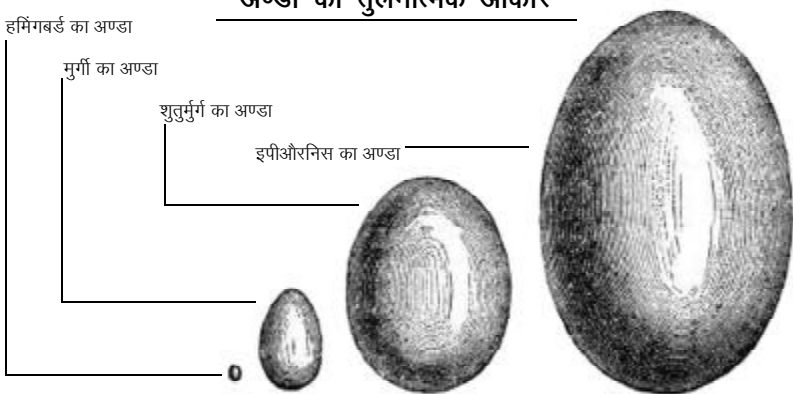 अण्डों का तुलनात्मक आकार
हमिंगबर्ड का अण्डा
मुर्गी का अण्डा
शुतुर्मुर्ग का अण्डा
इपीऔरनिस का अण्डा